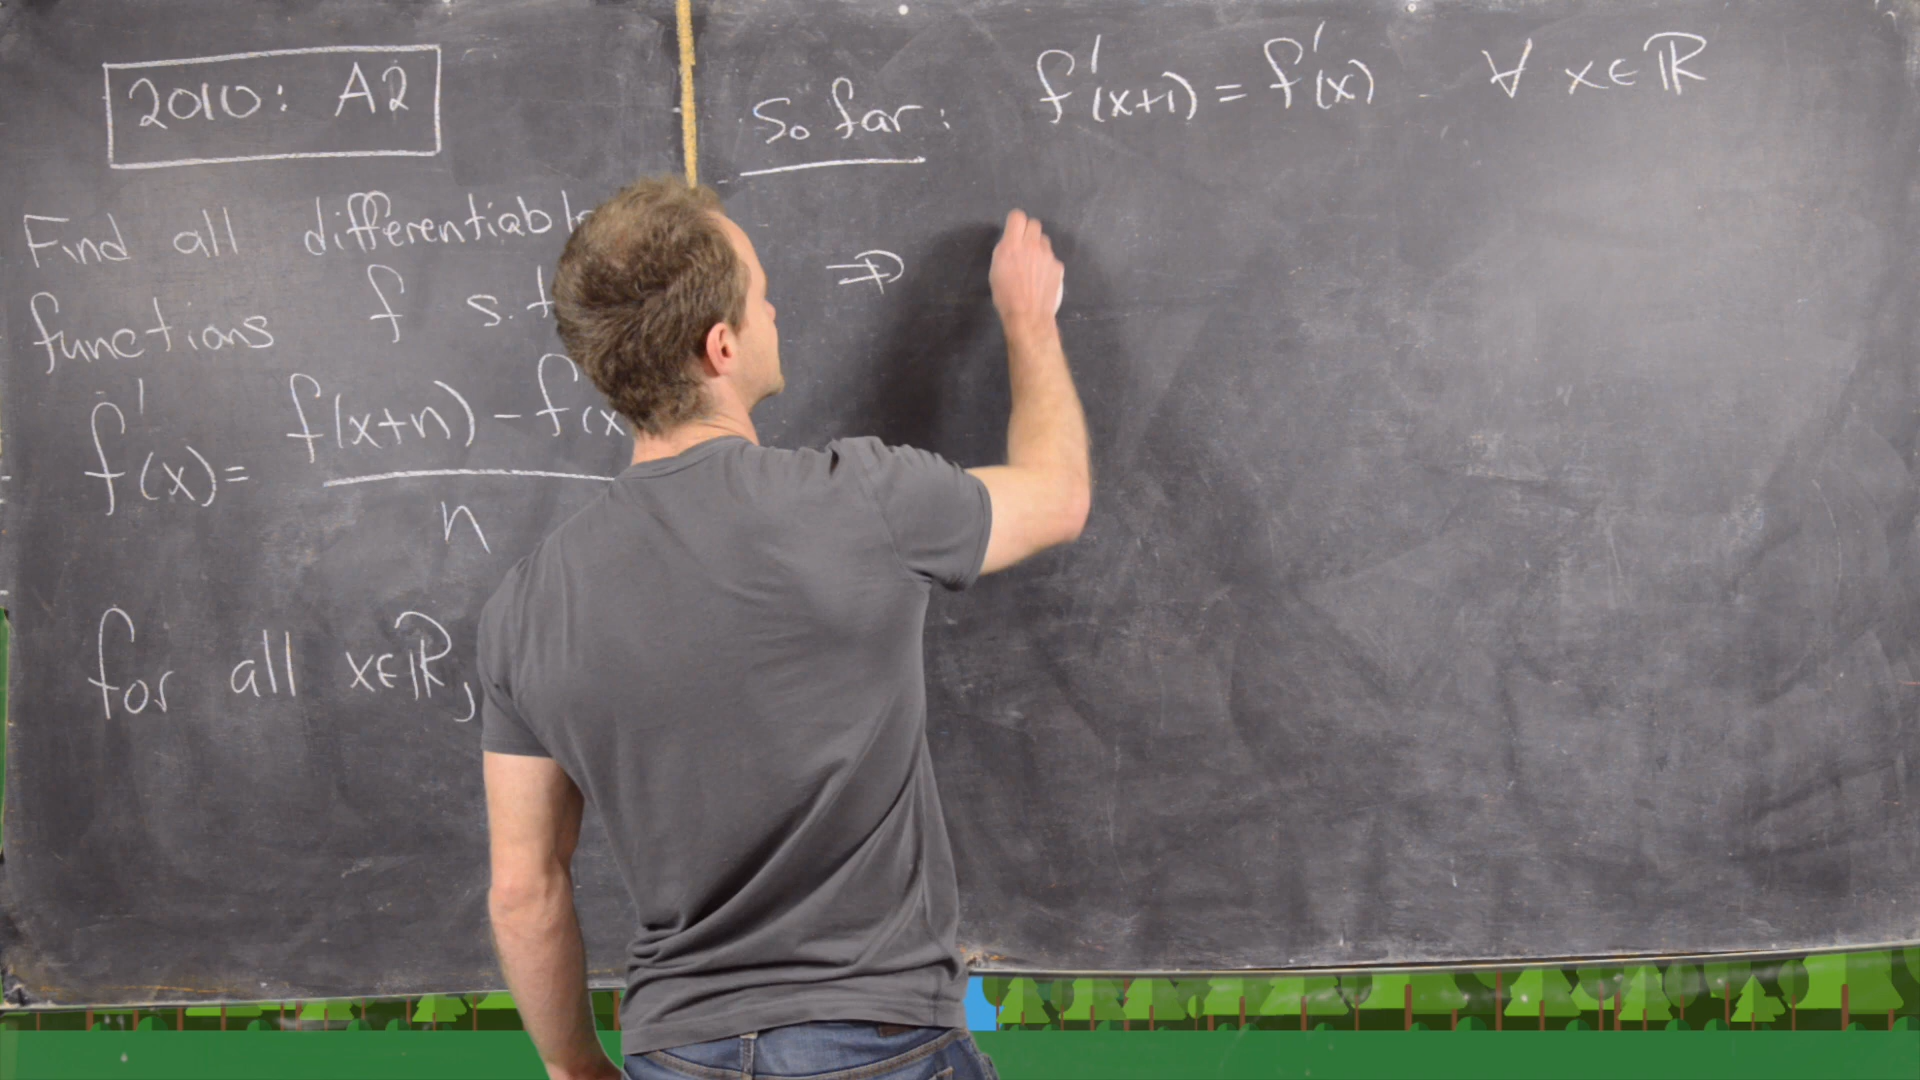 2010: A2
Find all differentiable
functions f s.t
f'(x) = f(x+n) - f(x
n
for all x∈ℝ,
So far: f'(x+1) = f'(x) ∀ x∈ℝ
⇒